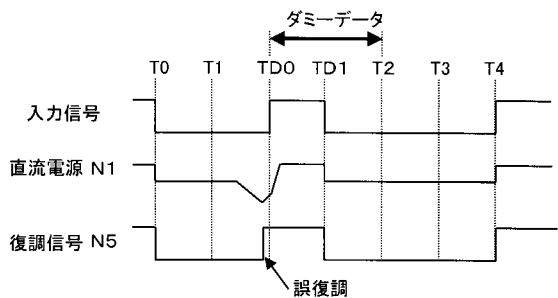 ダミーデータ
T0 T1 TD0 TD1 T2 T3 T4
入力信号
直流電源 N1
復調信号 N5
誤復調